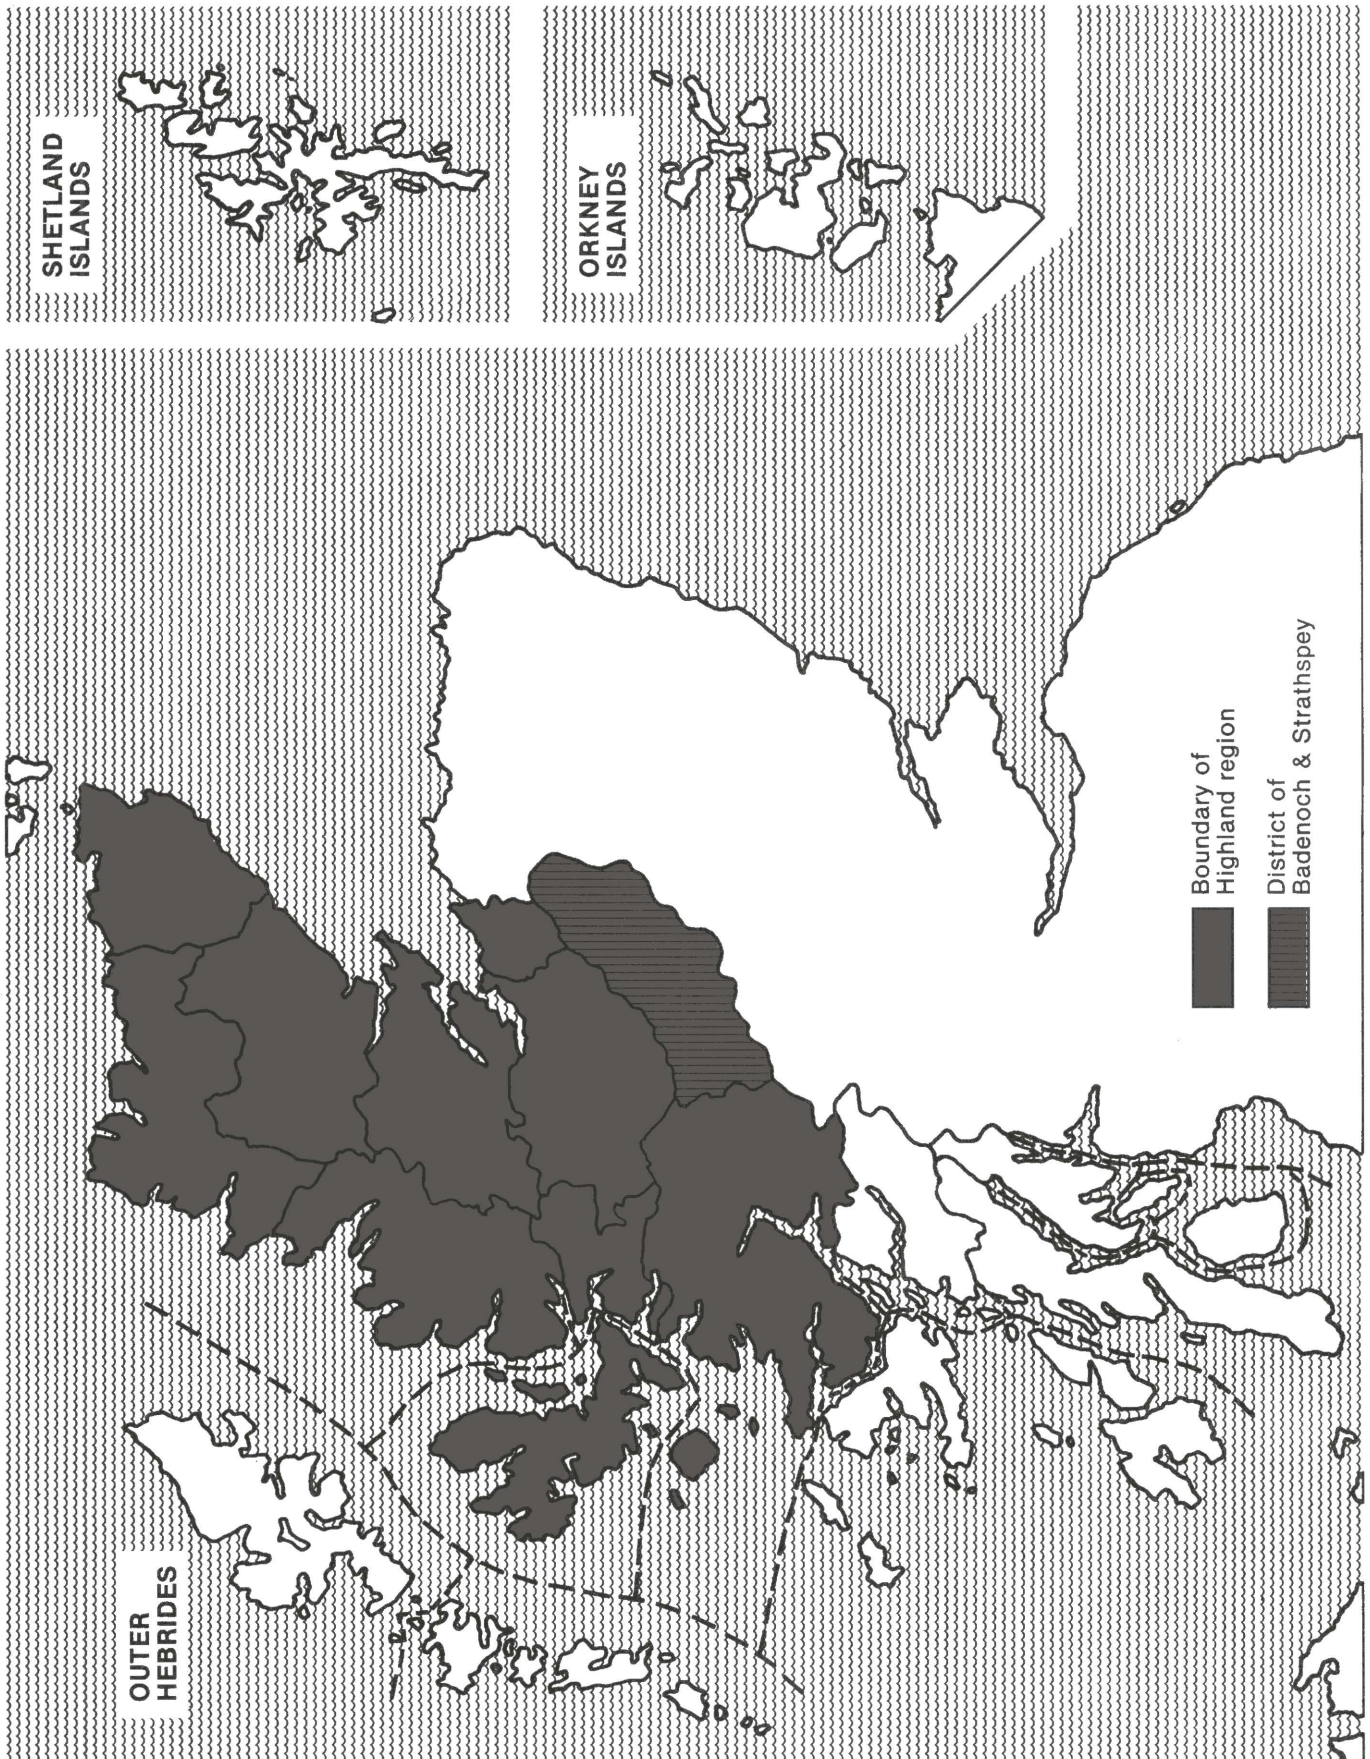 OUTER
HEBRIDES
SHETLAND
ISLANDS
ORKNEY
ISLANDS
Boundary of
Highland region
District of
Badenoch & Strathspey